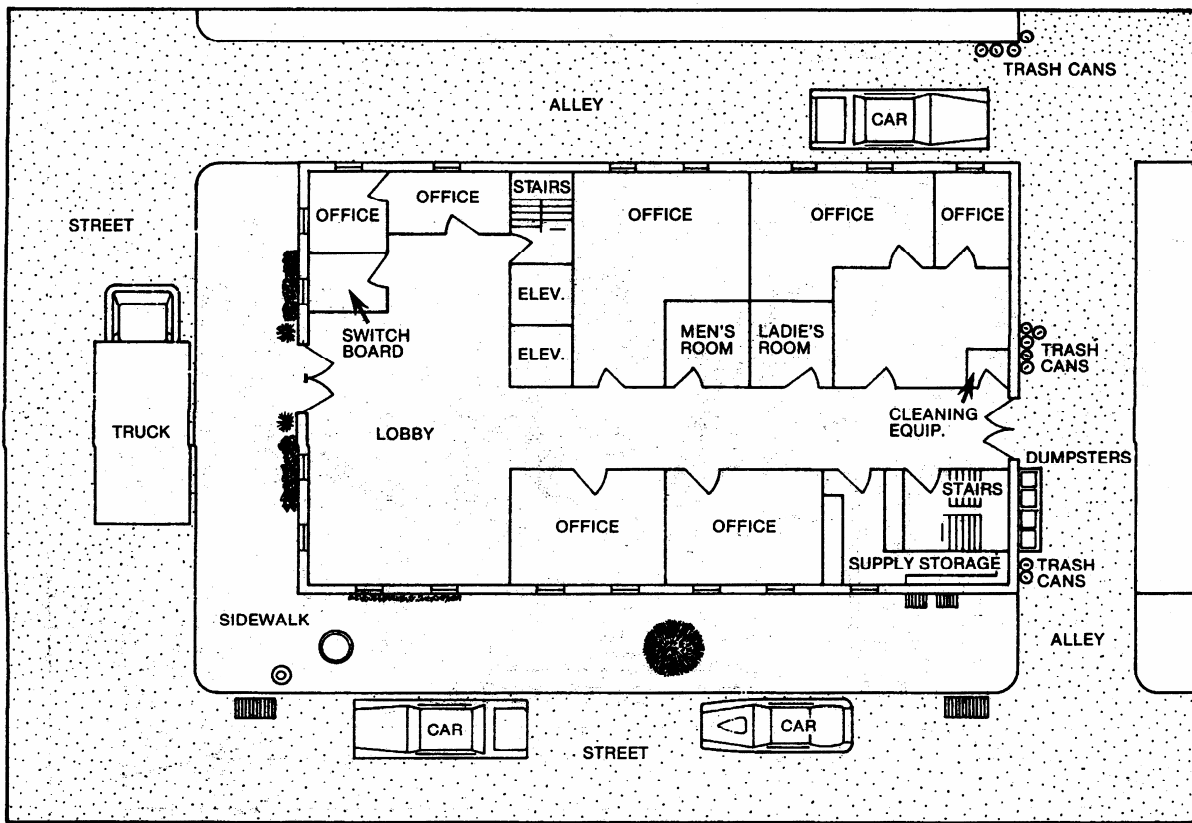 TRASH CANS
ALLEY
CAR
STAIRS
OFFICE
OFFICE
OFFICE
OFFICE
OFFICE
STREET
ELEV.
SWITCH
BOARD
ELEV.
MEN'S
ROOM
LADIE'S
ROOM
TRASH
CANS
CLEANING
EQUIP.
TRUCK
LOBBY
DUMPSTERS
STAIRS
OFFICE
OFFICE
SUPPLY STORAGE
TRASH
CANS
SIDEWALK
ALLEY
CAR
CAR
STREET